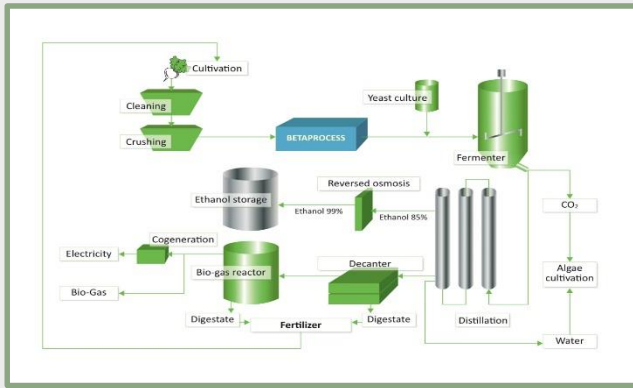 Cultivation
Cleaning
Crushing
BETAPROCESS
Yeast culture
Fermenter
Reversed osmosis
Ethanol storage
Ethanol 99%
Ethanol 85%
CO₂
Cogeneration
Electricity
Bio-gas reactor
Decanter
Algae
cultivation
Bio-Gas
Digestate
Fertilizer
Digestate
Distillation
Water